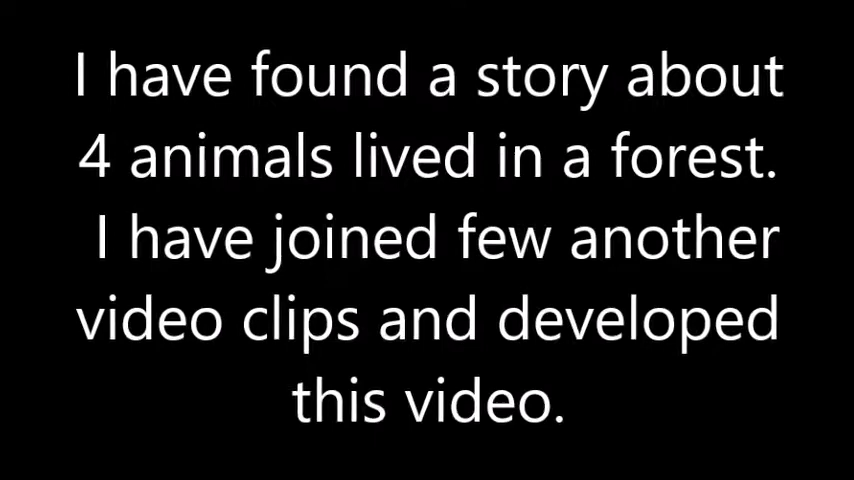 I have found a story about
4 animals lived in a forest.
I have joined few another
video clips and developed
this video.